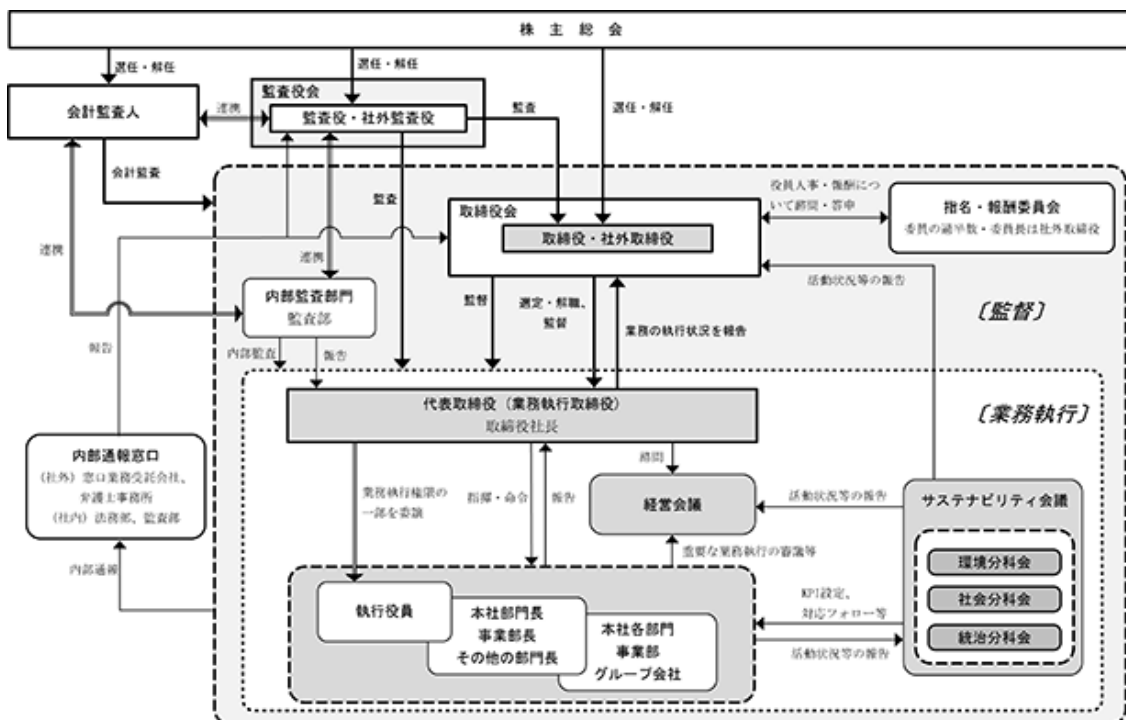 株主総会
選任・解任
選任・解任
選任・解任
会計監査人
連携
監査役会
監査役・社外監査役
監査
会計監査
監査
連携
連携
取締役会
取締役・社外取締役
役員人事・報酬につ
いて諮問・答申
指名・報酬委員会
委員の過半数・委員長は社外取締役
活動状況等の報告
〔監督〕
内部監査部門
監査部
監督
選定・解職、
監督
業務の執行状況を報告
報告
内部監査
報告
代表取締役（業務執行取締役）
取締役社長
〔業務執行〕
内部通報窓口
（社外）窓口業務受託会社、
弁護士事務所
（社内）法務部、監査部
内部通報
業務執行権限の
一部を委譲
指揮・命令
報告
諮問
経営会議
活動状況等の報告
重要な業務執行の審議等
サステナビリティ会議
環境分科会
社会分科会
統治分科会
KPI設定、
対応フォロー等
活動状況等の報告
執行役員
本社部門長
事業部長
その他の部門長
本社各部門
事業部
グループ会社